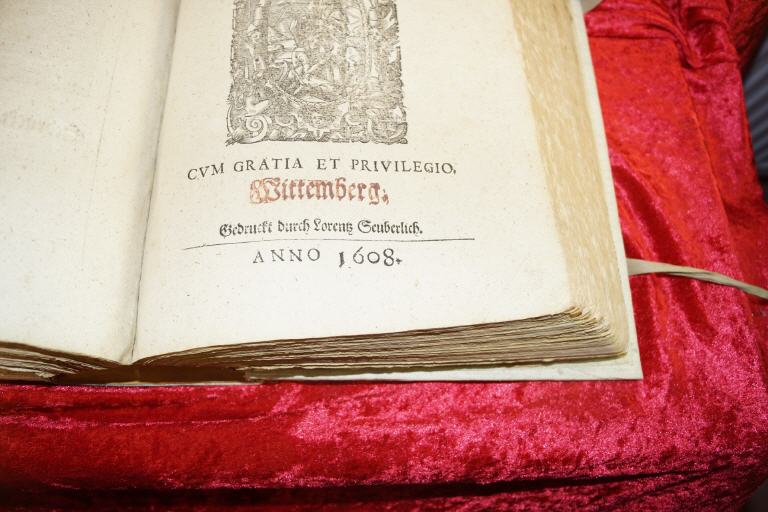 CVM GRATIA ET PRIVILEGIO,
Wittemberg,
Gedruckt durch Lorentz Seuberlich.
ANNO 1608.